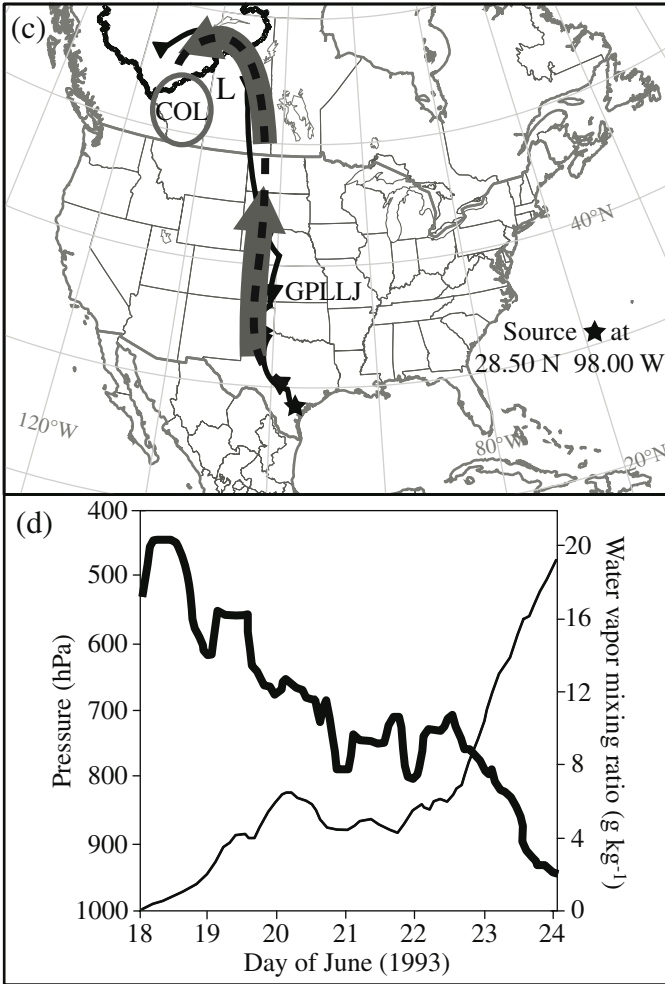 (c)
COL
L
GPLLJ
40°N
Source ★ at
28.50 N 98.00 W
120°W
80°W
20°N
(d)
400
500
600
700
800
900
1000
Pressure (hPa)
20
16
12
8
4
0
Water vapor mixing ratio (g kg⁻¹)
18
19
20
21
22
23
24
Day of June (1993)